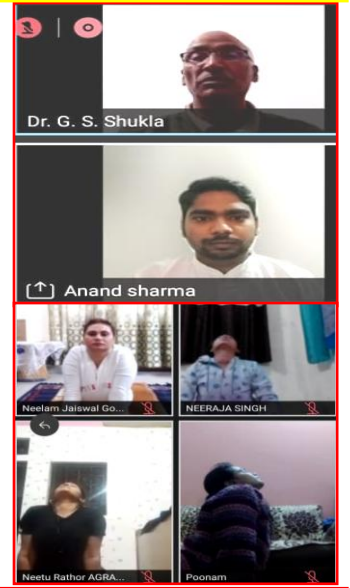 Dr. G. S. Shukla
Anand sharma
Neelam Jaiswal Go...
NEERAJA SINGH
Neetu Rathor AGRA...
Poonam